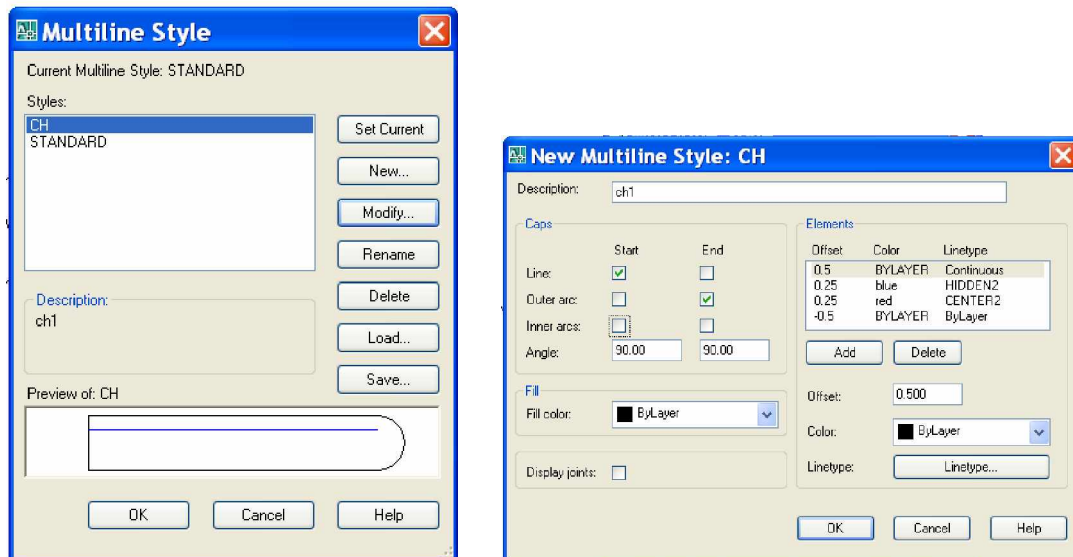 Multiline Style
Current Multiline Style: STANDARD
Styles:
CH
STANDARD
Set Current
New...
Modify...
Rename
Delete
Load...
Save...
Description:
ch1
Preview of: CH
OK Cancel Help
New Multiline Style: CH
Description: ch1
Caps
Start End
Line:
Outer arc:
Inner arcs:
Angle: 90.00 90.00
Fill
Fill color: ByLayer
Display joints:
Elements
Offset Color Linetype
0.5 BYLAYER Continuous
0.25 blue HIDDEN2
0.25 red CENTER2
-0.5 BYLAYER ByLayer
Add Delete
Offset: 0.500
Color: ByLayer
Linetype: Linetype...
OK Cancel Help